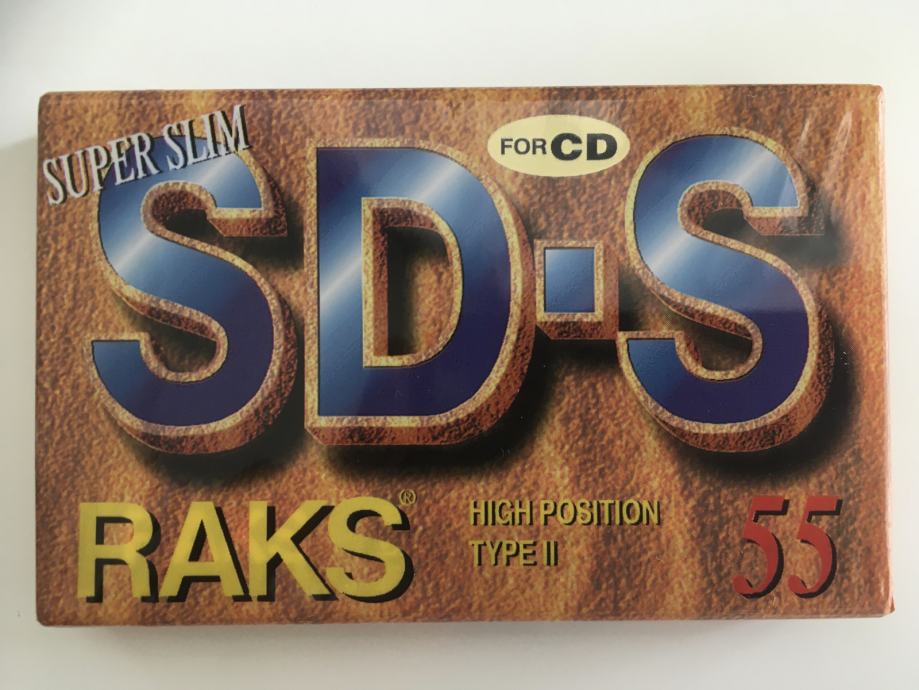 SUPER SLIM
FOR CD
SD-S
RAKS®
HIGH POSITION
TYPE II
55